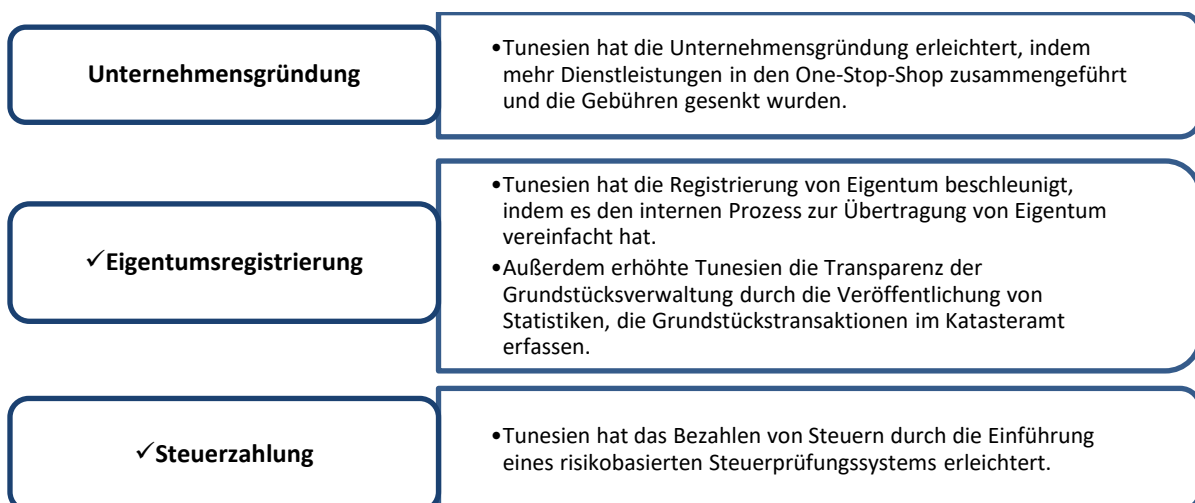 Unternehmensgründung
•Tunesien hat die Unternehmensgründung erleichtert, indem
mehr Dienstleistungen in den One-Stop-Shop zusammengeführt
und die Gebühren gesenkt wurden.
✓Eigentumsregistrierung
•Tunesien hat die Registrierung von Eigentum beschleunigt,
indem es den internen Prozess zur Übertragung von Eigentum
vereinfacht hat.
•Außerdem erhöhte Tunesien die Transparenz der
Grundstücksverwaltung durch die Veröffentlichung von
Statistiken, die Grundstückstransaktionen im Katasteramt
erfassen.
✓Steuerzahlung
•Tunesien hat das Bezahlen von Steuern durch die Einführung
eines risikobasierten Steuerprüfungssystems erleichtert.